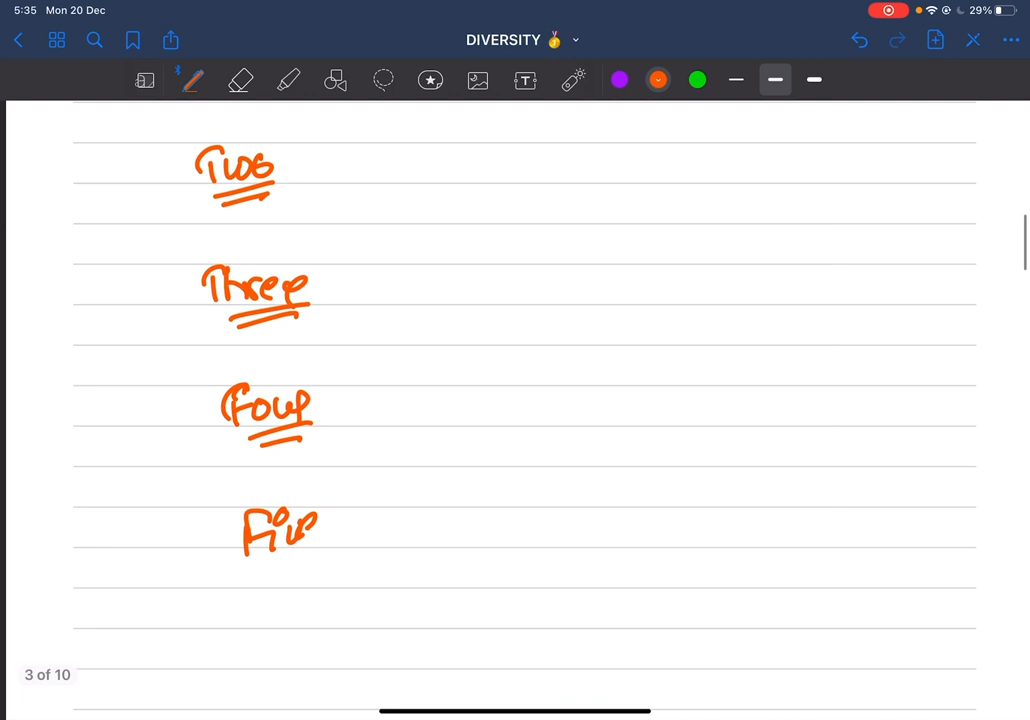 5:35 Mon 20 Dec 29%
DIVERSITY
T
Two
Three
Four
Five
3 of 10